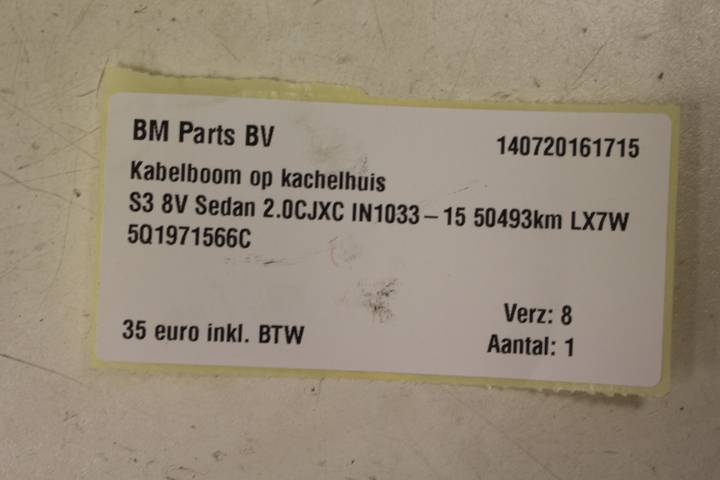 BM Parts BV 140720161715
Kabelboom op kachelhuis
S3 8V Sedan 2.0CJXC IN1033-15 50493km LX7W
5Q1971566C
Verz: 8
35 euro inkl. BTW Aantal: 1